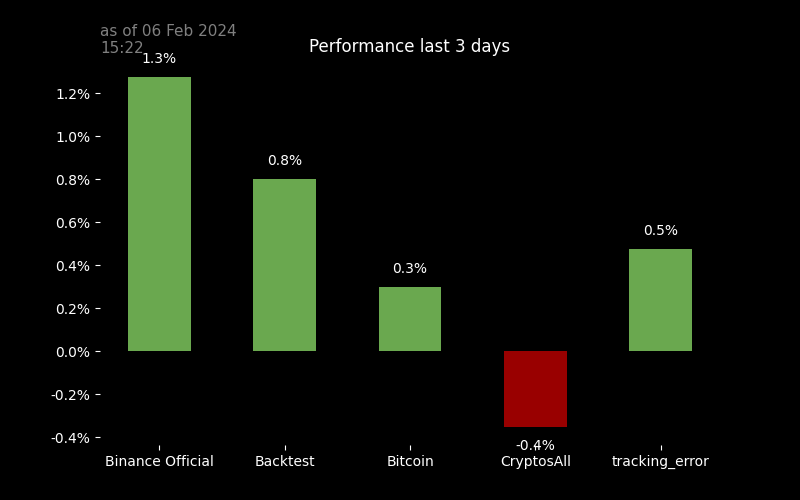 as of 06 Feb 2024
15:22
Performance last 3 days
1.3%
0.8%
0.3%
-0.4%
0.5%
1.2%
1.0%
0.8%
0.6%
0.4%
0.2%
0.0%
-0.2%
-0.4%
Binance Official
Backtest
Bitcoin
CryptosAll
tracking_error